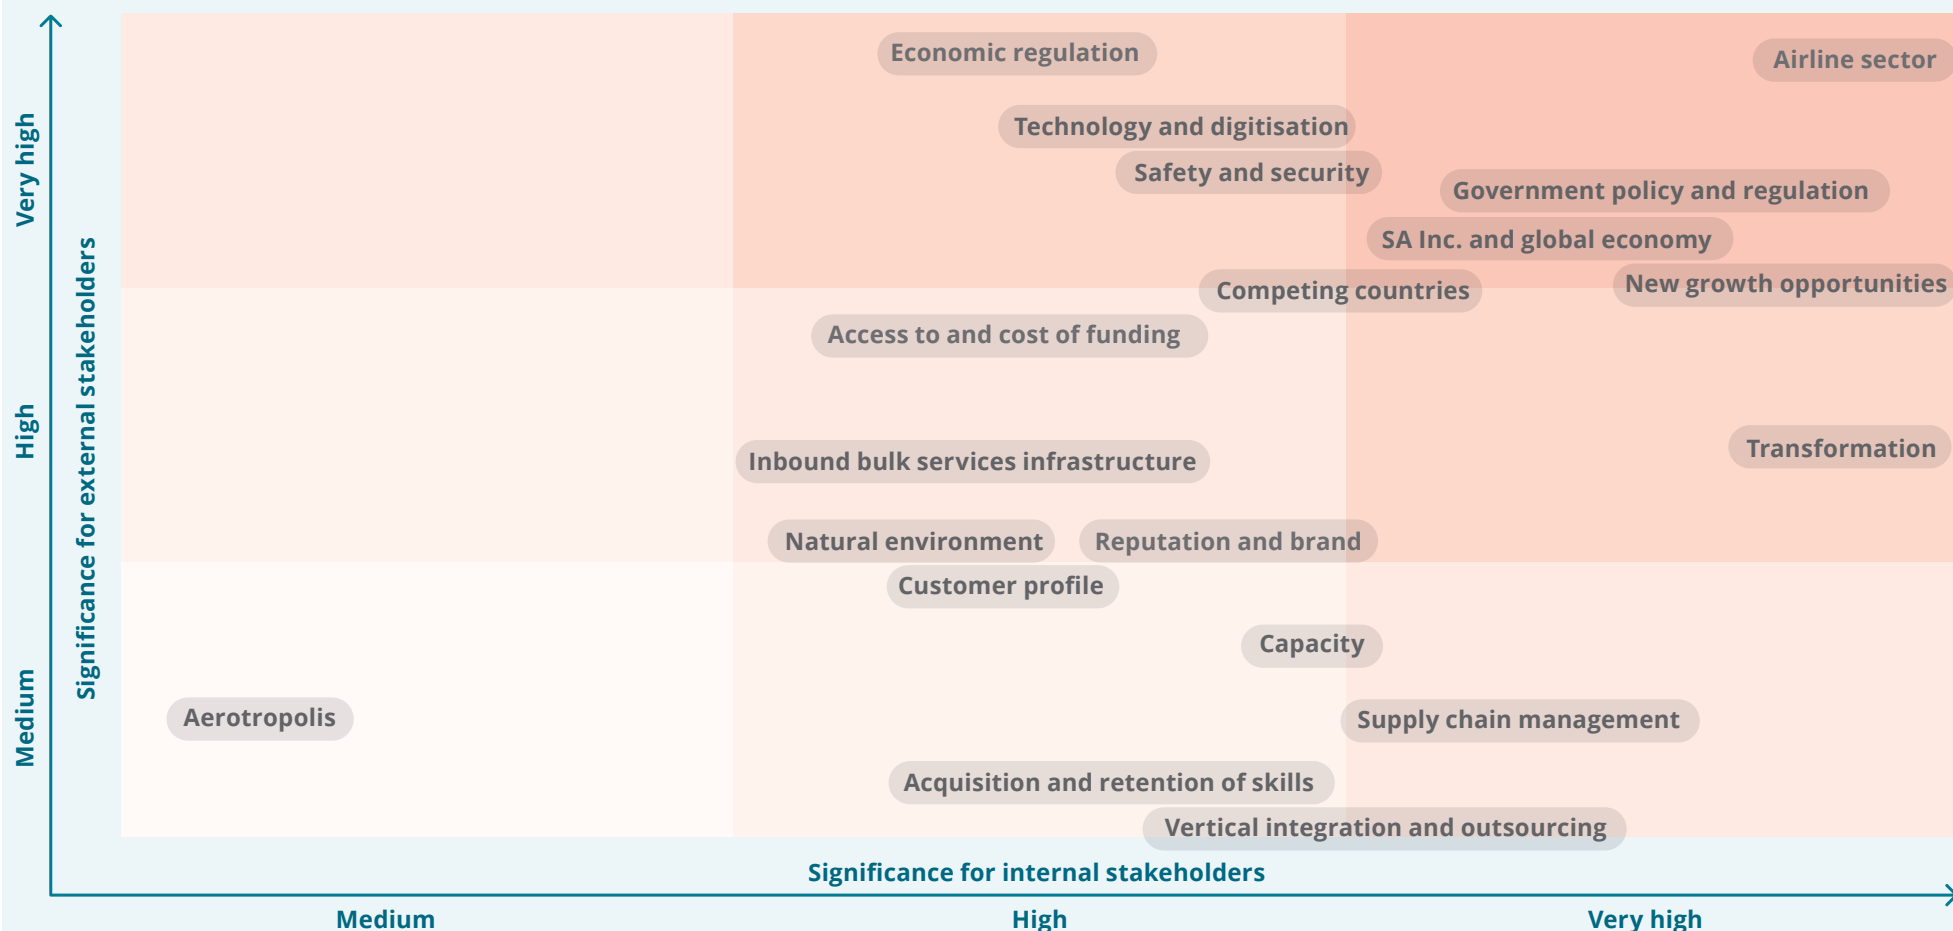 Economic regulation
Airline sector
Technology and digitisation
Safety and security
Government policy and regulation
SA Inc. and global economy
New growth opportunities
Competing countries
Access to and cost of funding
Transformation
Inbound bulk services infrastructure
Natural environment
Reputation and brand
Customer profile
Capacity
Aerotropolis
Supply chain management
Acquisition and retention of skills
Vertical integration and outsourcing
Very high
High
Medium
Significance for external stakeholders
Significance for internal stakeholders
Medium
High
Very high